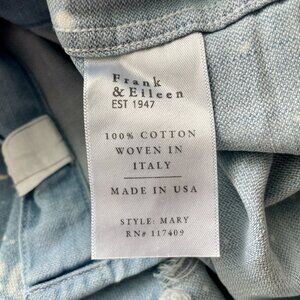 Frank
& Eileen
EST 1947
100% COTTON
WOVEN IN
ITALY
MADE IN USA
STYLE: MARY
RN# 117409